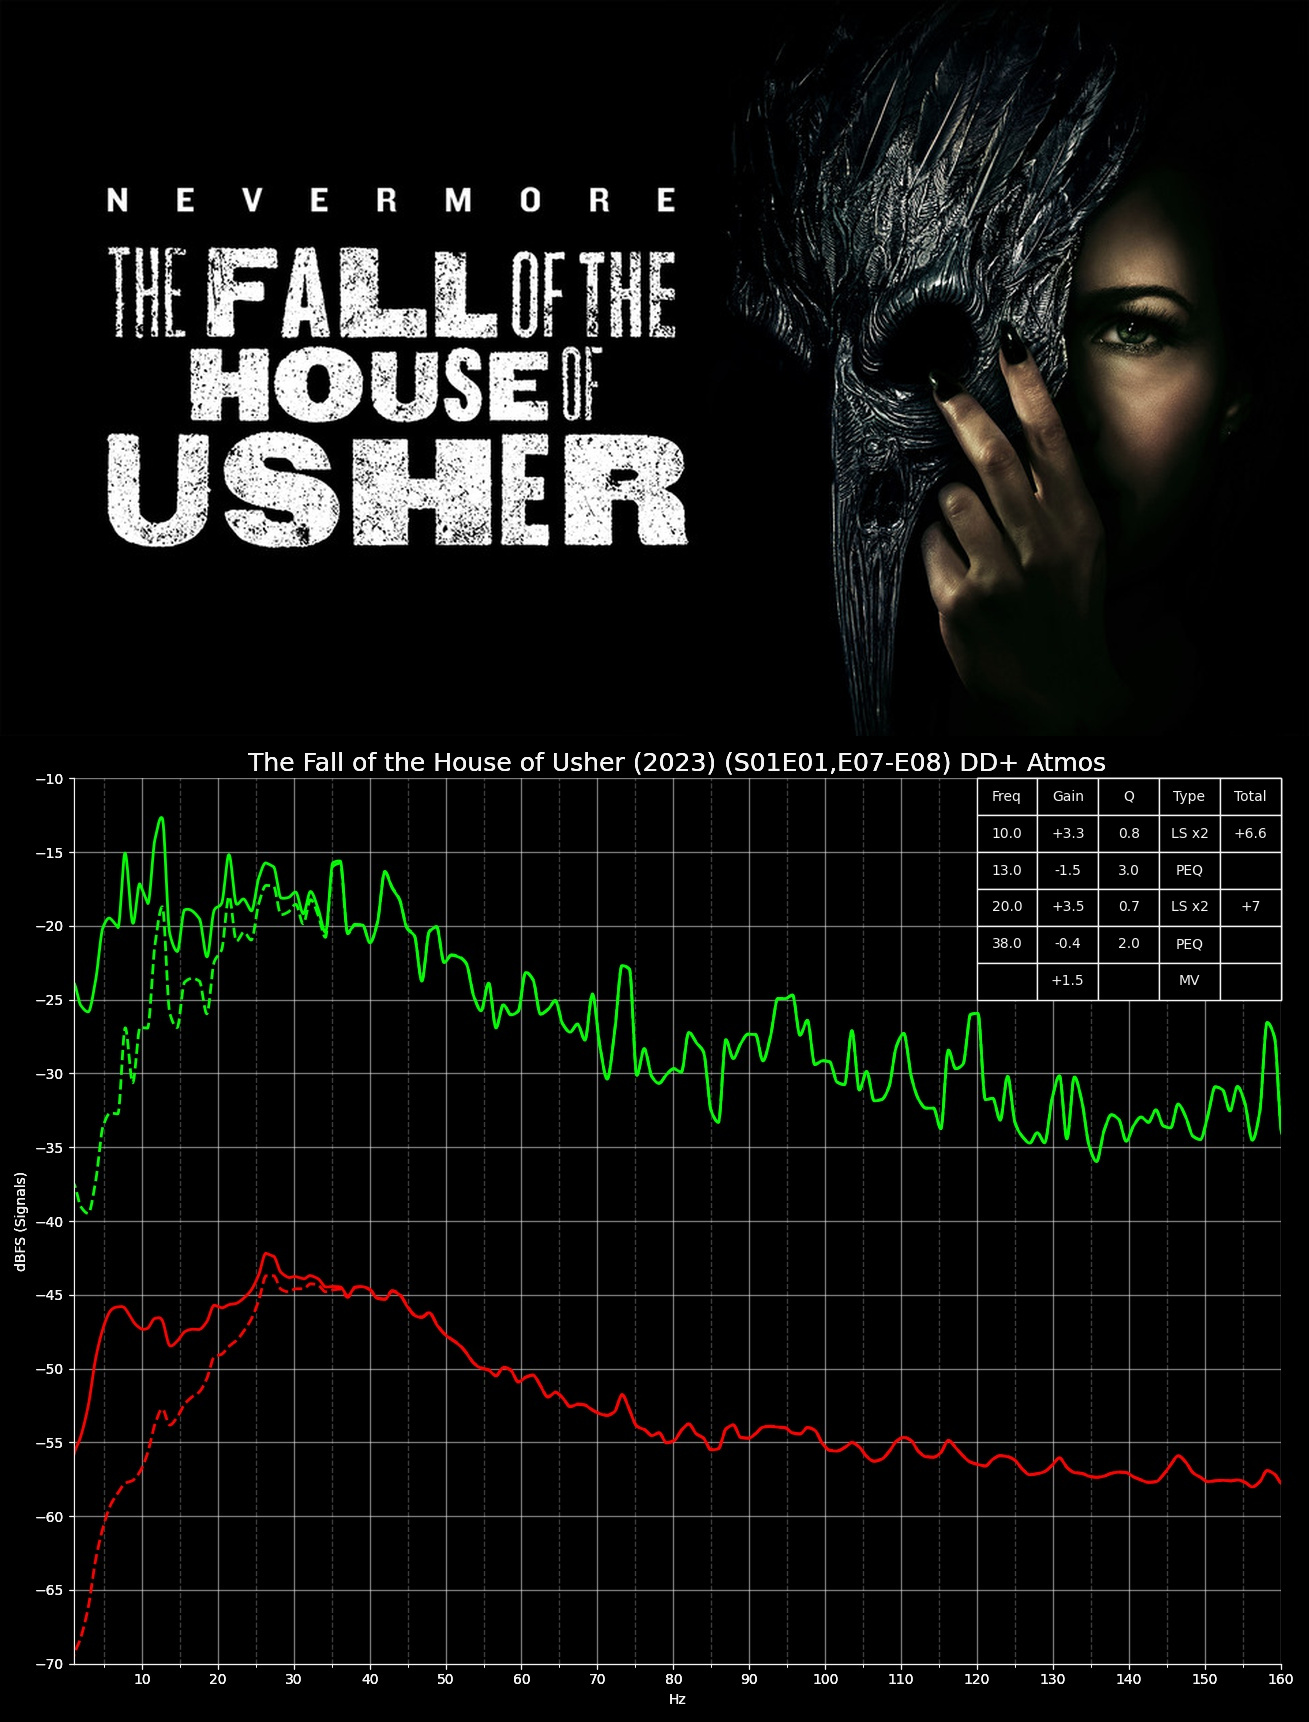 NEVERMORE
THE FALL OF THE
HOUSE OF
USHER
The Fall of the House of Usher (2023) (S01E01,E07-E08) DD+ Atmos
Freq Gain Q Type Total
10.0 +3.3 0.8 LS x2 +6.6
13.0 -1.5 3.0 PEQ
20.0 +3.5 0.7 LS x2 +7
38.0 -0.4 2.0 PEQ
+1.5 MV
dBFS (Signals)
−10
−15
−20
−25
−30
−35
−40
−45
−50
−55
−60
−65
−70
10 20 30 40 50 60 70 80 90 100 110 120 130 140 150 160
Hz